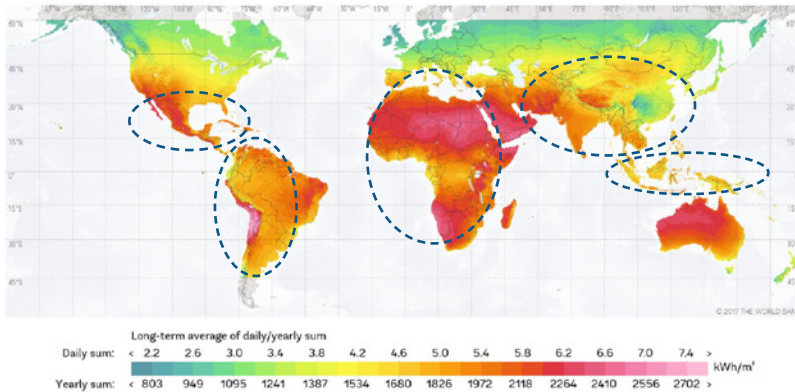 60°N
45°N
30°N
15°N
0°
15°S
30°S
45°S
© 2017 THE WORLD BAN
Long-term average of daily/yearly sum
Daily sum: < 2.2 2.6 3.0 3.4 3.8 4.2 4.6 5.0 5.4 5.8 6.2 6.6 7.0 7.4 >
kWh/m²
Yearly sum: < 803 949 1095 1241 1387 1534 1680 1826 1972 2118 2264 2410 2556 2702 >